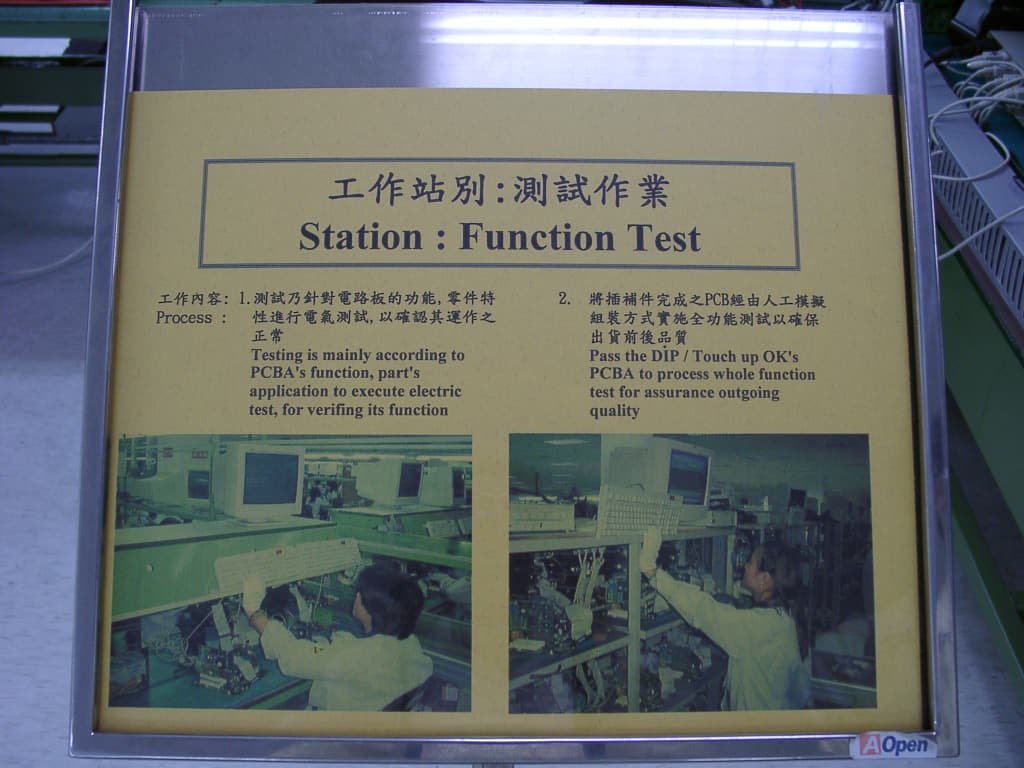 工作站別:測試作業
Station : Function Test
工作內容: 1.測試乃針對電路板的功能,零件特
Process : 性進行電氣測試,以確認其運作之
正常
Testing is mainly according to
PCBA's function, part's
application to execute electric
test, for verifing its function
2. 將插補件完成之PCB經由人工模擬
組裝方式實施全功能測試以確保
出貨前後品質
Pass the DIP / Touch up OK's
PCBA to process whole function
test for assurance outgoing
quality
AOpen